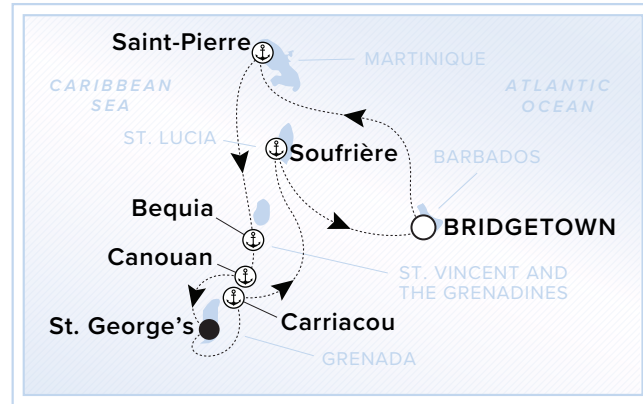 Saint-Pierre
MARTINIQUE
CARIBBEAN
SEA
ATLANTIC
OCEAN
ST. LUCIA
Soufrière
BARBADOS
Bequia
BRIDGETOWN
Canouan
ST. VINCENT AND
THE GRENADINES
St. George’s
Carriacou
GRENADA